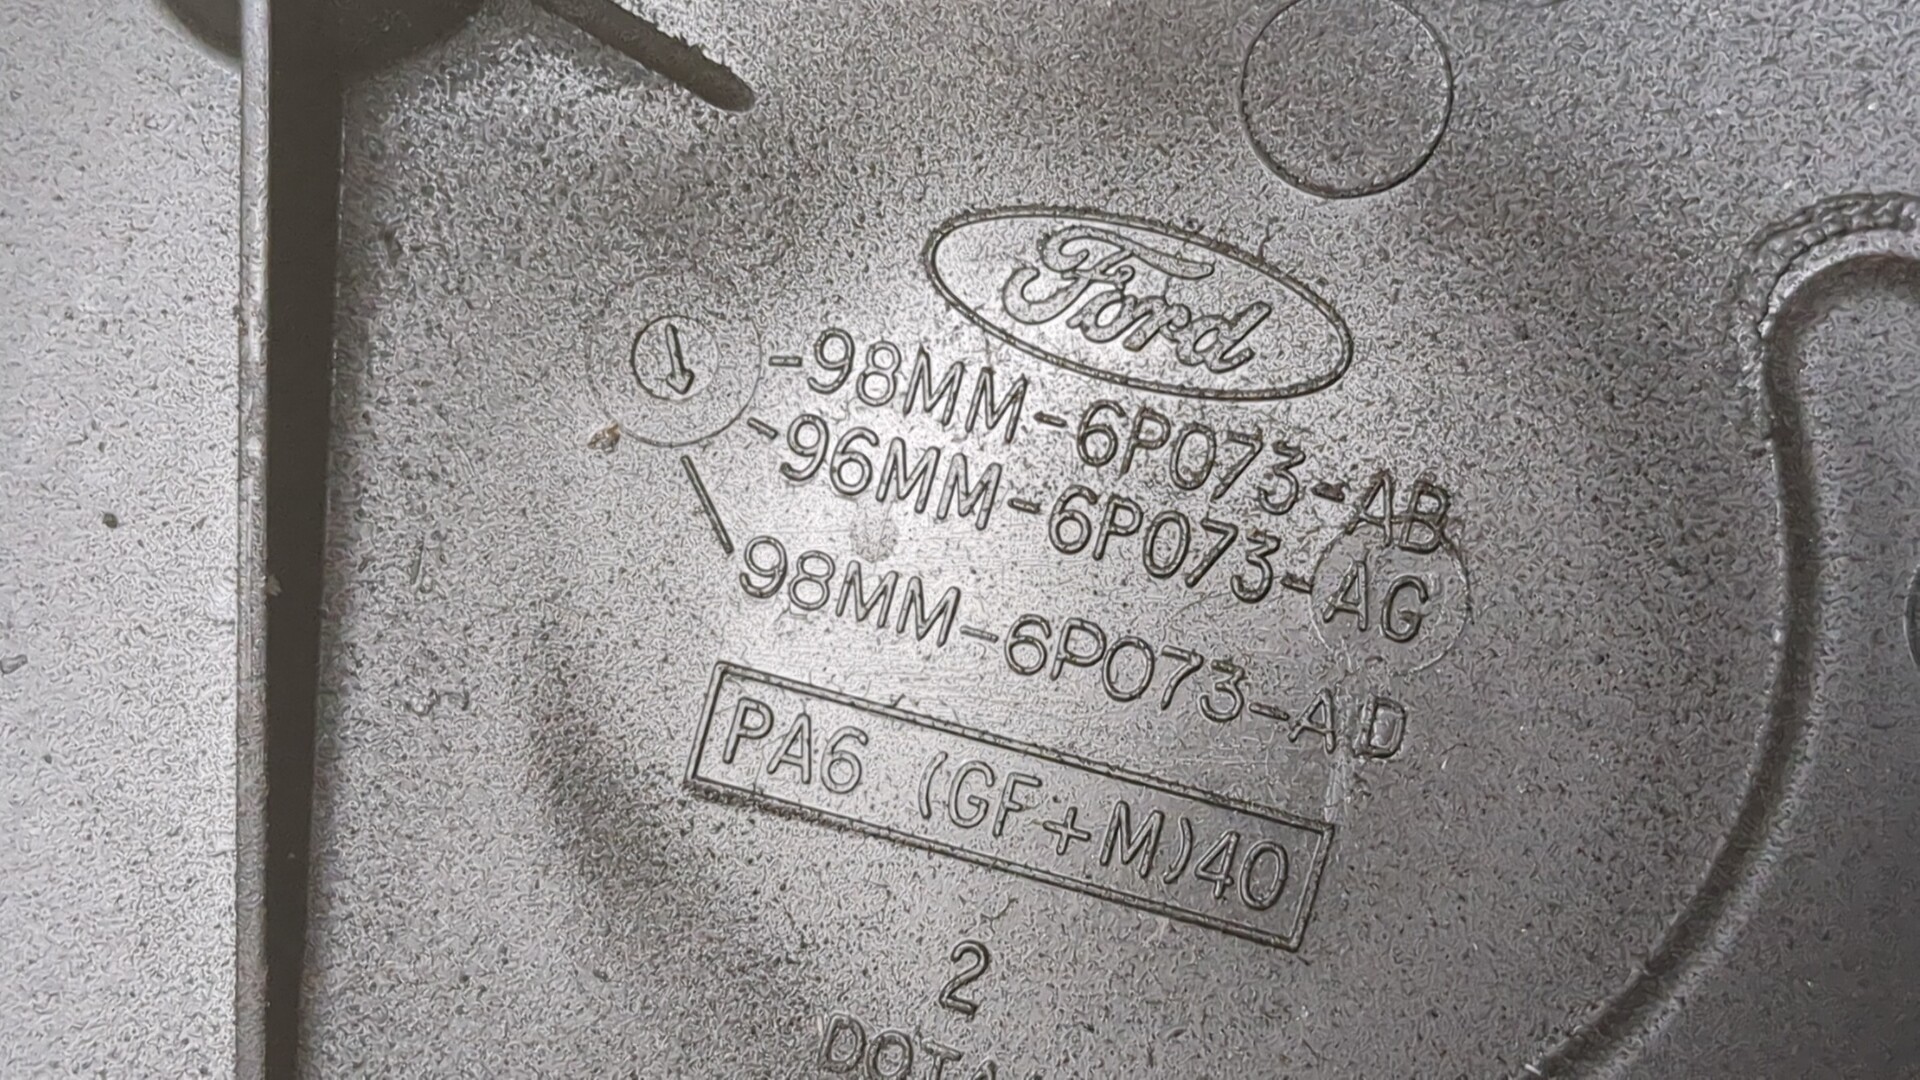 Ford
-98MM-6P073-AB
-96MM-6P073-AG
98MM-6P073-AD
PA6 (GF+M)40
2